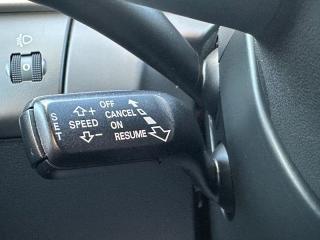 SET
+ SPEED -
OFF
CANCEL
ON
RESUME